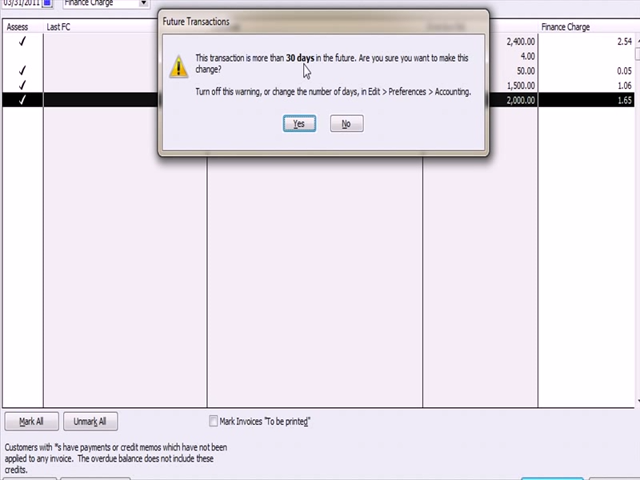 03/31/2011
Finance Charge
Future Transactions
Assess
Last FC
Finance Charge
This transaction is more than 30 days in the future. Are you sure you want to make this
change?
Turn off this warning, or change the number of days, in Edit > Preferences > Accounting.
Yes
No
2,400.00
2.54
4.00
50.00
0.05
1,500.00
1.06
2,000.00
1.65
Mark All
Unmark All
Mark Invoices "To be printed"
Customers with *s have payments or credit memos which have not been
applied to any invoice. The overdue balance does not include these
credits.